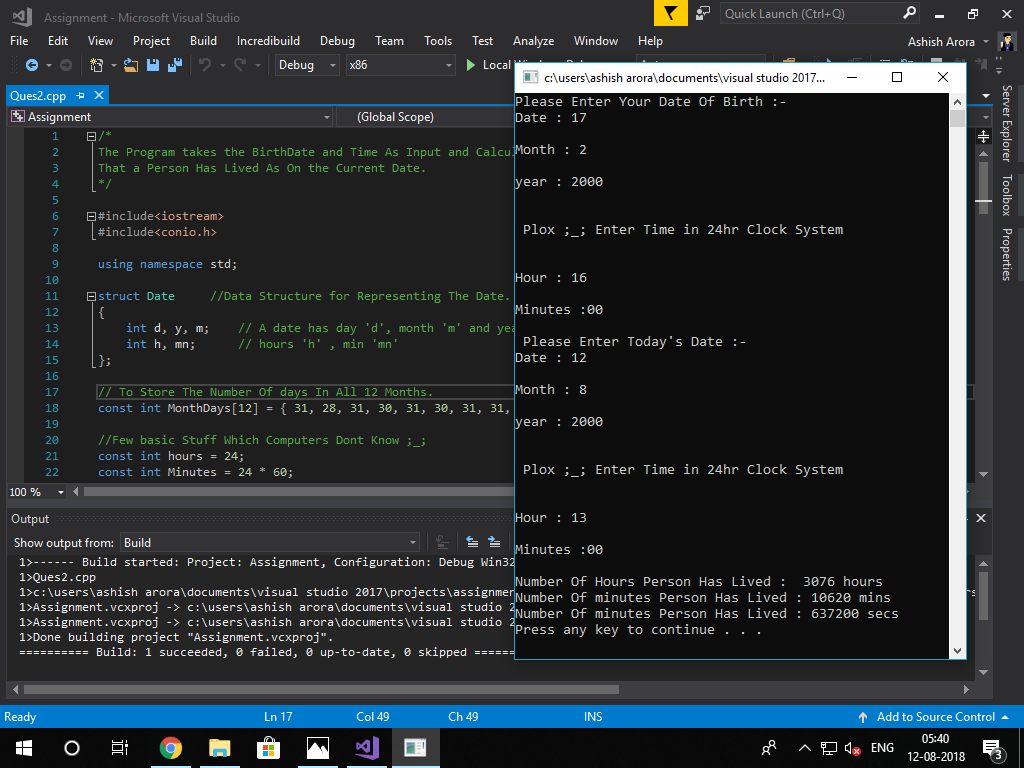 Assignment - Microsoft Visual Studio
Quick Launch (Ctrl+Q)
File Edit View Project Build Incredibuild Debug Team Tools Test Analyze Window Help
Ashish Arora
Debug x86 Local
Ques2.cpp
Assignment (Global Scope)
1 /*
2 The Program takes the BirthDate and Time As Input and Calcu
3 That a Person Has Lived As On the Current Date.
4 */
5
6 #include<iostream>
7 #include<conio.h>
8
9 using namespace std;
10
11 struct Date //Data Structure for Representing The Date.
12 {
13 int d, y, m; // A date has day 'd', month 'm' and yea
14 int h, mn; // hours 'h' , min 'mn'
15 };
16
17 // To Store The Number Of days In All 12 Months.
18 const int MonthDays[12] = { 31, 28, 31, 30, 31, 30, 31, 31,
19
20 //Few basic Stuff Which Computers Dont Know ;_;
21 const int hours = 24;
22 const int Minutes = 24 * 60;
100 %
Output
Show output from: Build
1>------ Build started: Project: Assignment, Configuration: Debug Win32
1>Ques2.cpp
1>c:\users\ashish arora\documents\visual studio 2017\projects\assignmen
1>Assignment.vcxproj -> c:\users\ashish arora\documents\visual studio 2
1>Assignment.vcxproj -> c:\users\ashish arora\documents\visual studio 2
1>Done building project "Assignment.vcxproj".
========== Build: 1 succeeded, 0 failed, 0 up-to-date, 0 skipped ======
c:\users\ashish arora\documents\visual studio 2017...
Please Enter Your Date Of Birth :-
Date : 17
Month : 2
year : 2000
Plox ;_; Enter Time in 24hr Clock System
Hour : 16
Minutes :00
Please Enter Today's Date :-
Date : 12
Month : 8
year : 2000
Plox ;_; Enter Time in 24hr Clock System
Hour : 13
Minutes :00
Number Of Hours Person Has Lived :  3076 hours
Number Of minutes Person Has Lived : 10620 mins
Number Of minutes Person Has Lived : 637200 secs
Press any key to continue . . .
Server Explorer
Toolbox
Properties
Ready Ln 17 Col 49 Ch 49 INS Add to Source Control
ENG
05:40
12-08-2018
3